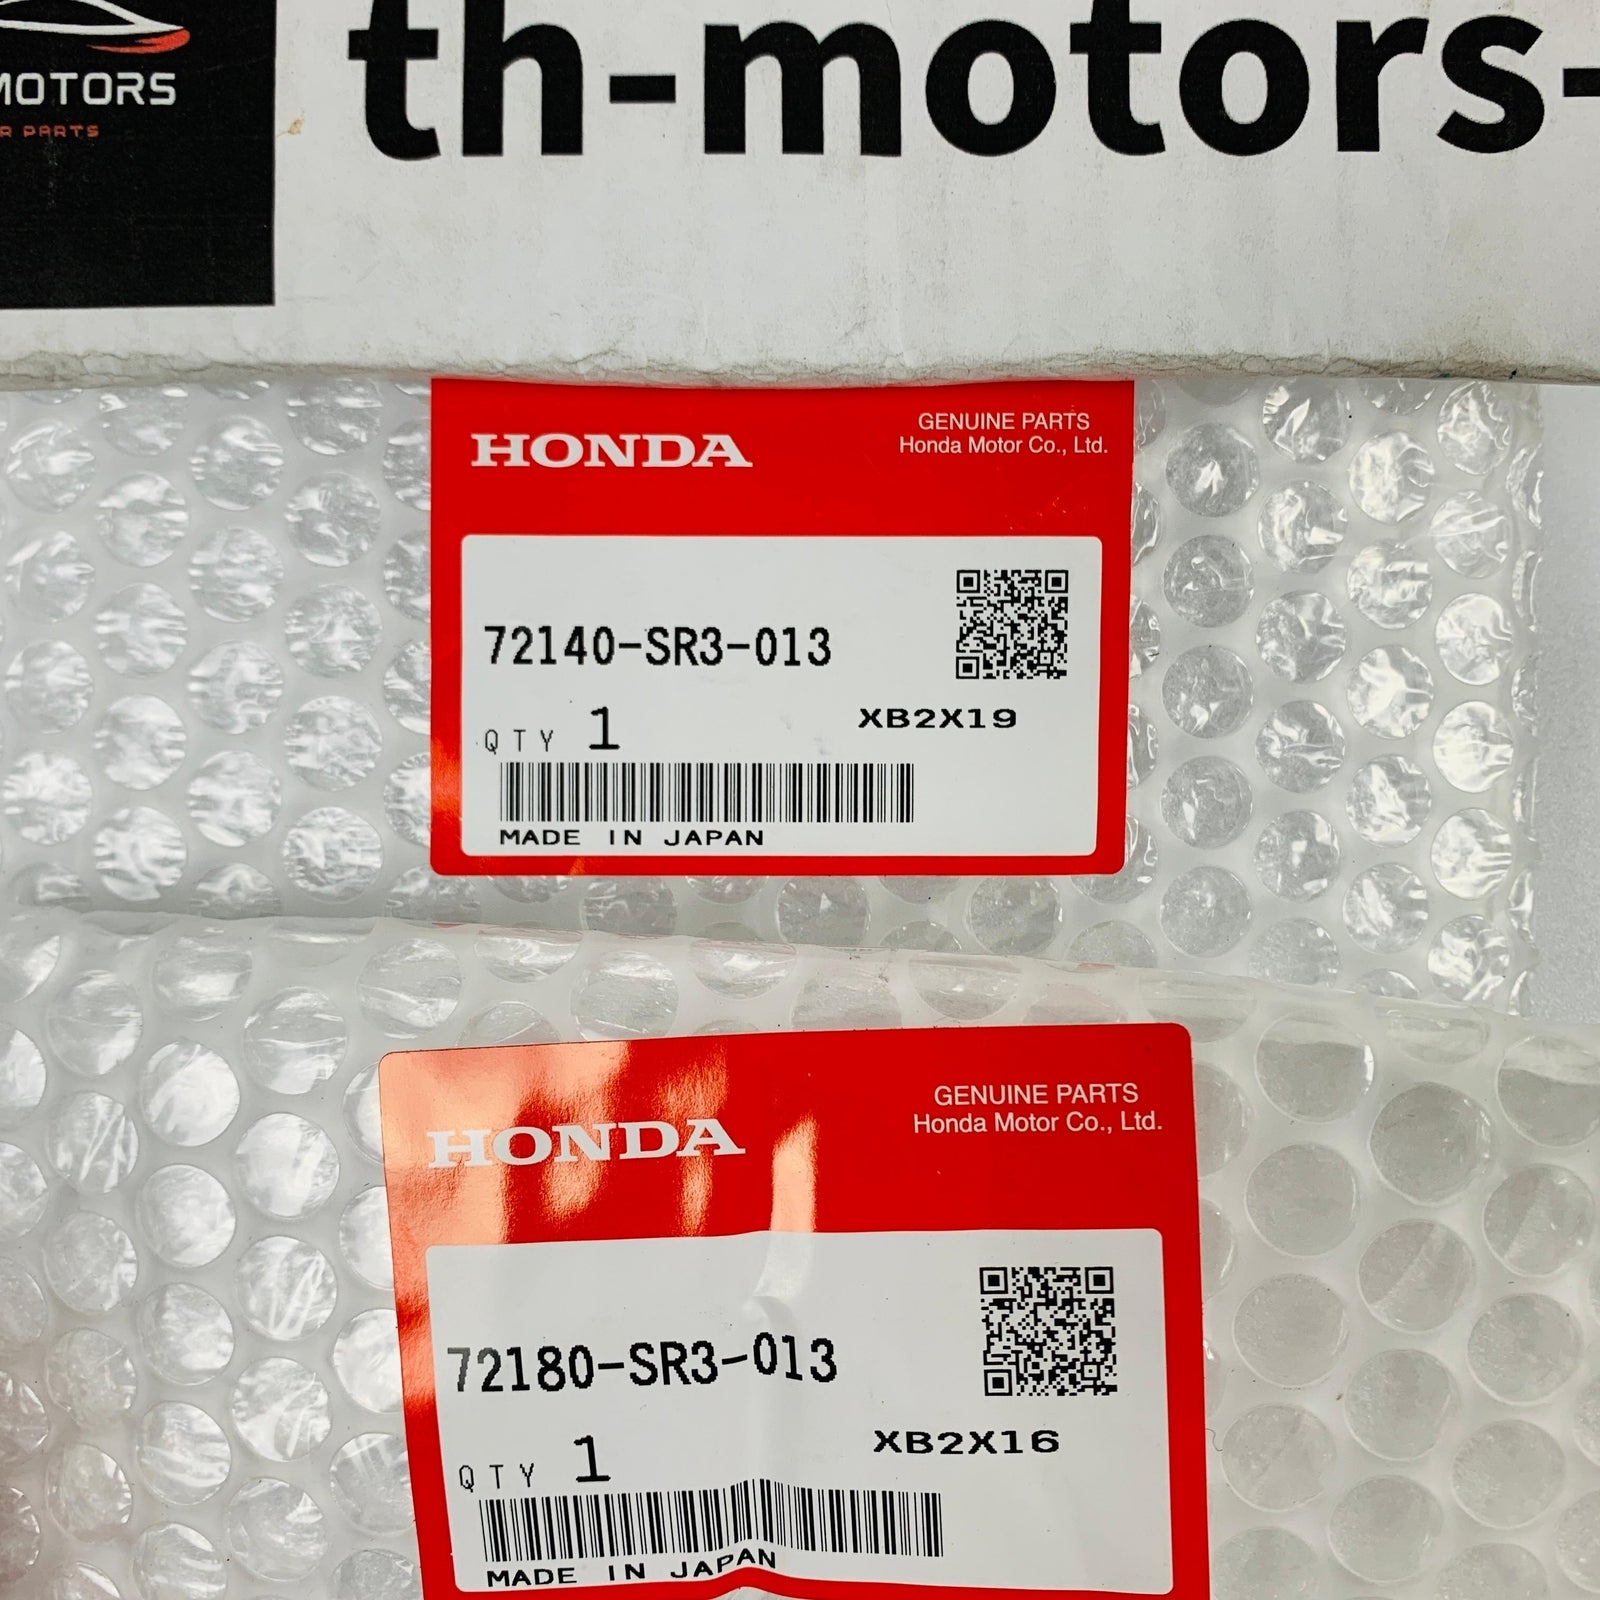 MOTORS
R PARTS
th-motors-
HONDA
GENUINE PARTS
Honda Motor Co., Ltd.
72140-SR3-013
QTY 1
XB2X19
MADE IN JAPAN
HONDA
GENUINE PARTS
Honda Motor Co., Ltd.
72180-SR3-013
QTY 1
XB2X16
MADE IN JAPAN